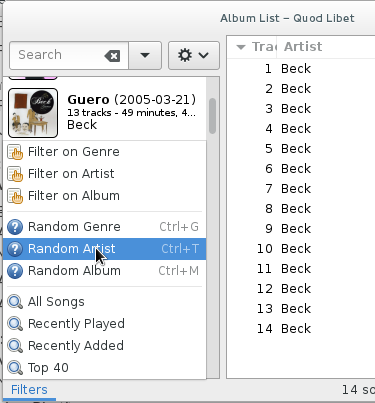 Album List – Quod Libet
Search
Guero (2005-03-21)
13 tracks - 49 minutes, 4...
Beck
Filter on Genre
Filter on Artist
Filter on Album
Random Genre Ctrl+G
Random Artist Ctrl+T
Random Album Ctrl+M
All Songs
Recently Played
Recently Added
Top 40
Filters
Trac Artist
1 Beck
2 Beck
3 Beck
4 Beck
5 Beck
6 Beck
7 Beck
8 Beck
9 Beck
10 Beck
11 Beck
12 Beck
13 Beck
14 Beck
14 so